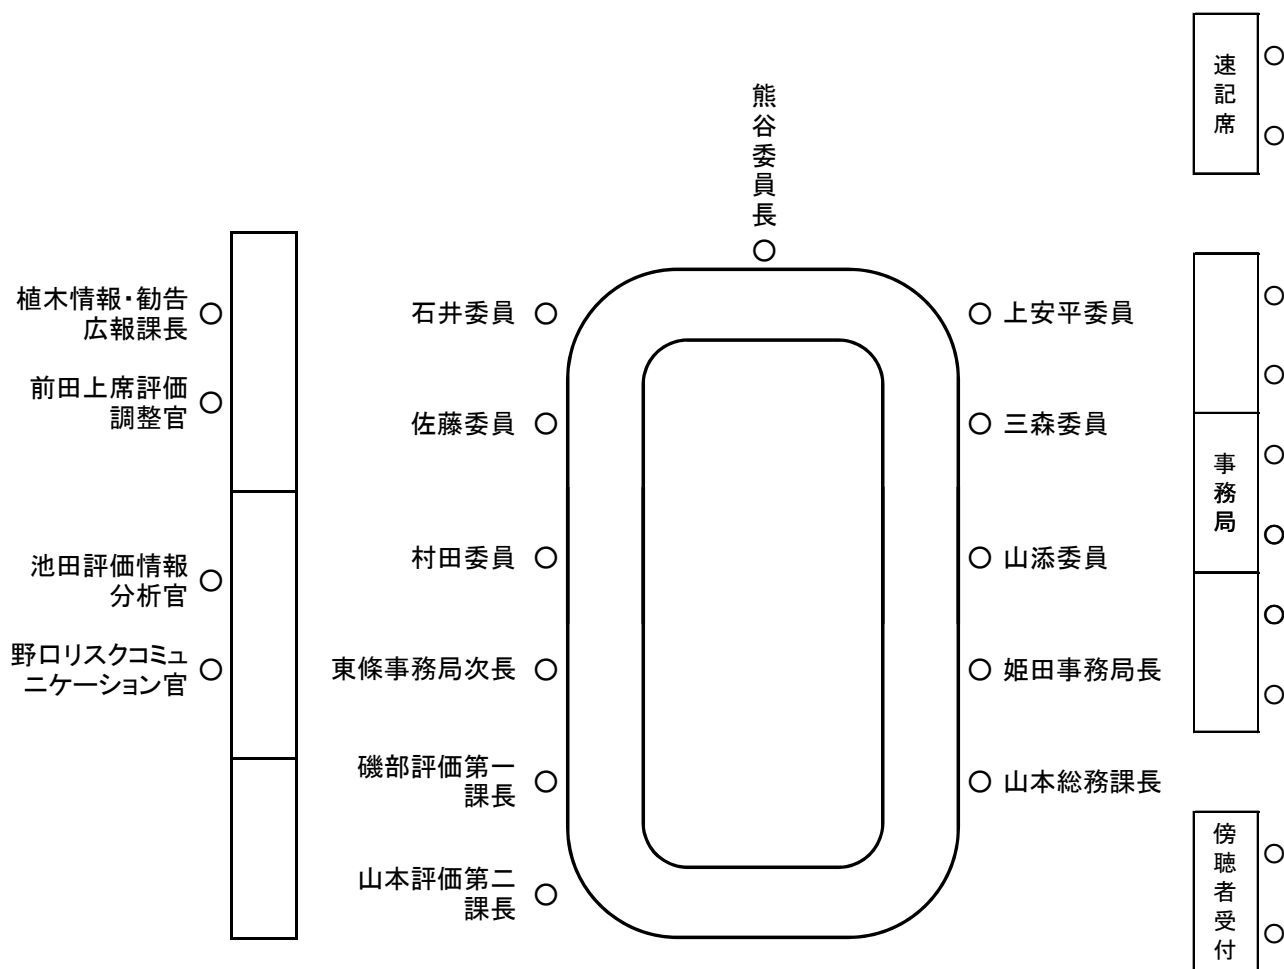 速記席
熊谷委員長
植木情報・勧告
広報課長
前田上席評価
調整官
池田評価情報
分析官
野口リスクコミュ
ニケーション官
石井委員
佐藤委員
村田委員
東條事務局次長
磯部評価第一
課長
山本評価第二
課長
上安平委員
三森委員
山添委員
姫田事務局長
山本総務課長
事務局
傍聴者受付